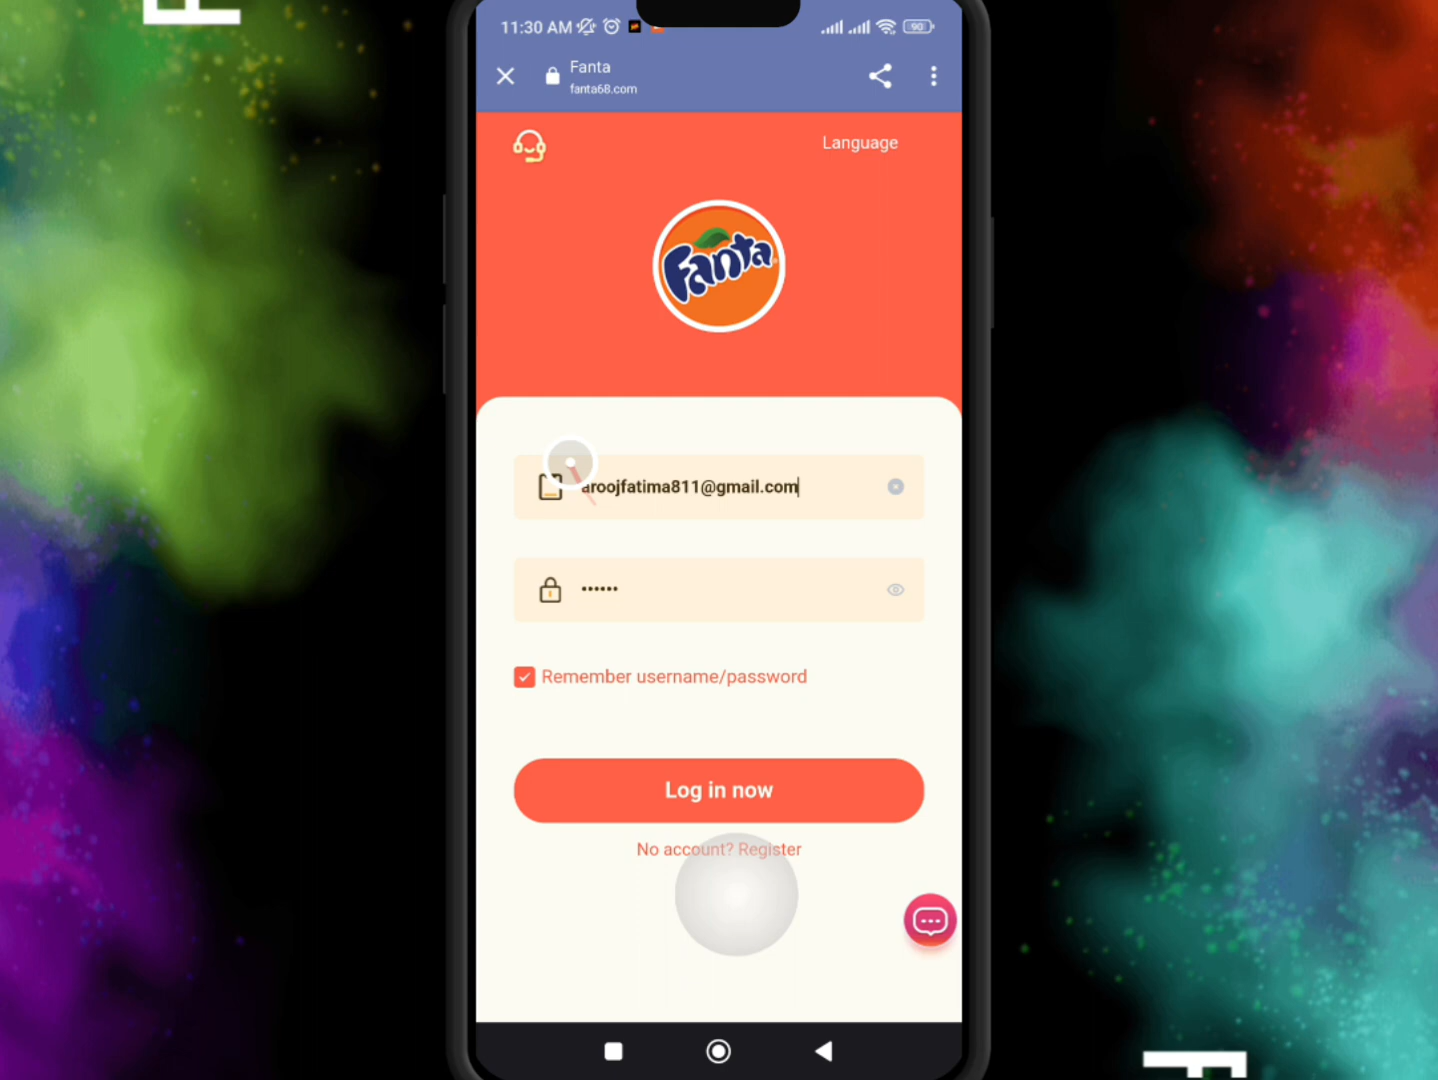 11:30 AM
90
Fanta
fanta68.com
Language
Fanta
aroojfatima811@gmail.com
••••••
Remember username/password
Log in now
No account? Register